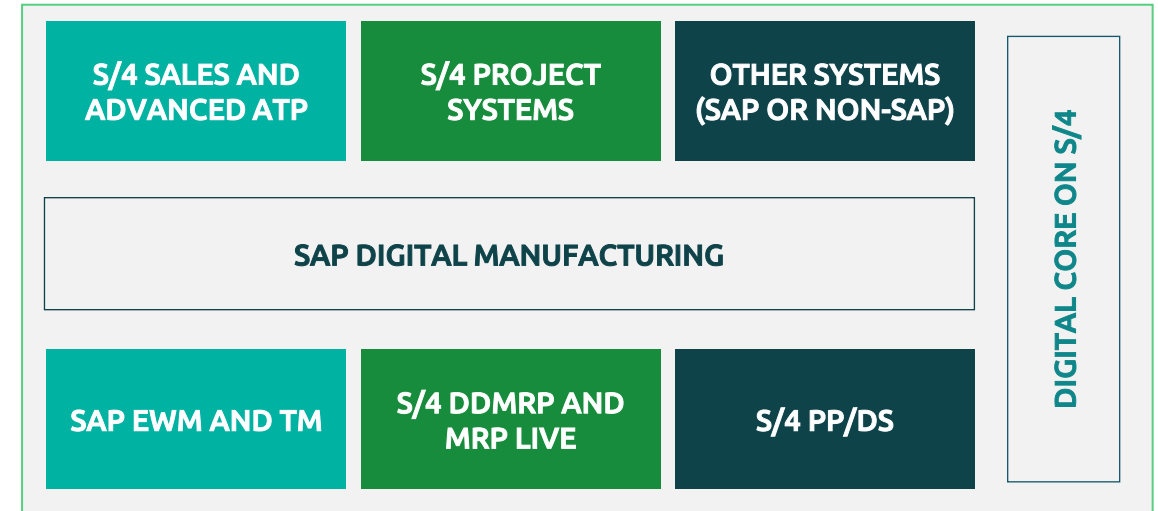 S/4 SALES AND
ADVANCED ATP
S/4 PROJECT
SYSTEMS
OTHER SYSTEMS
(SAP OR NON-SAP)
SAP DIGITAL MANUFACTURING
SAP EWM AND TM
S/4 DDMRP AND
MRP LIVE
S/4 PP/DS
DIGITAL CORE ON S/4